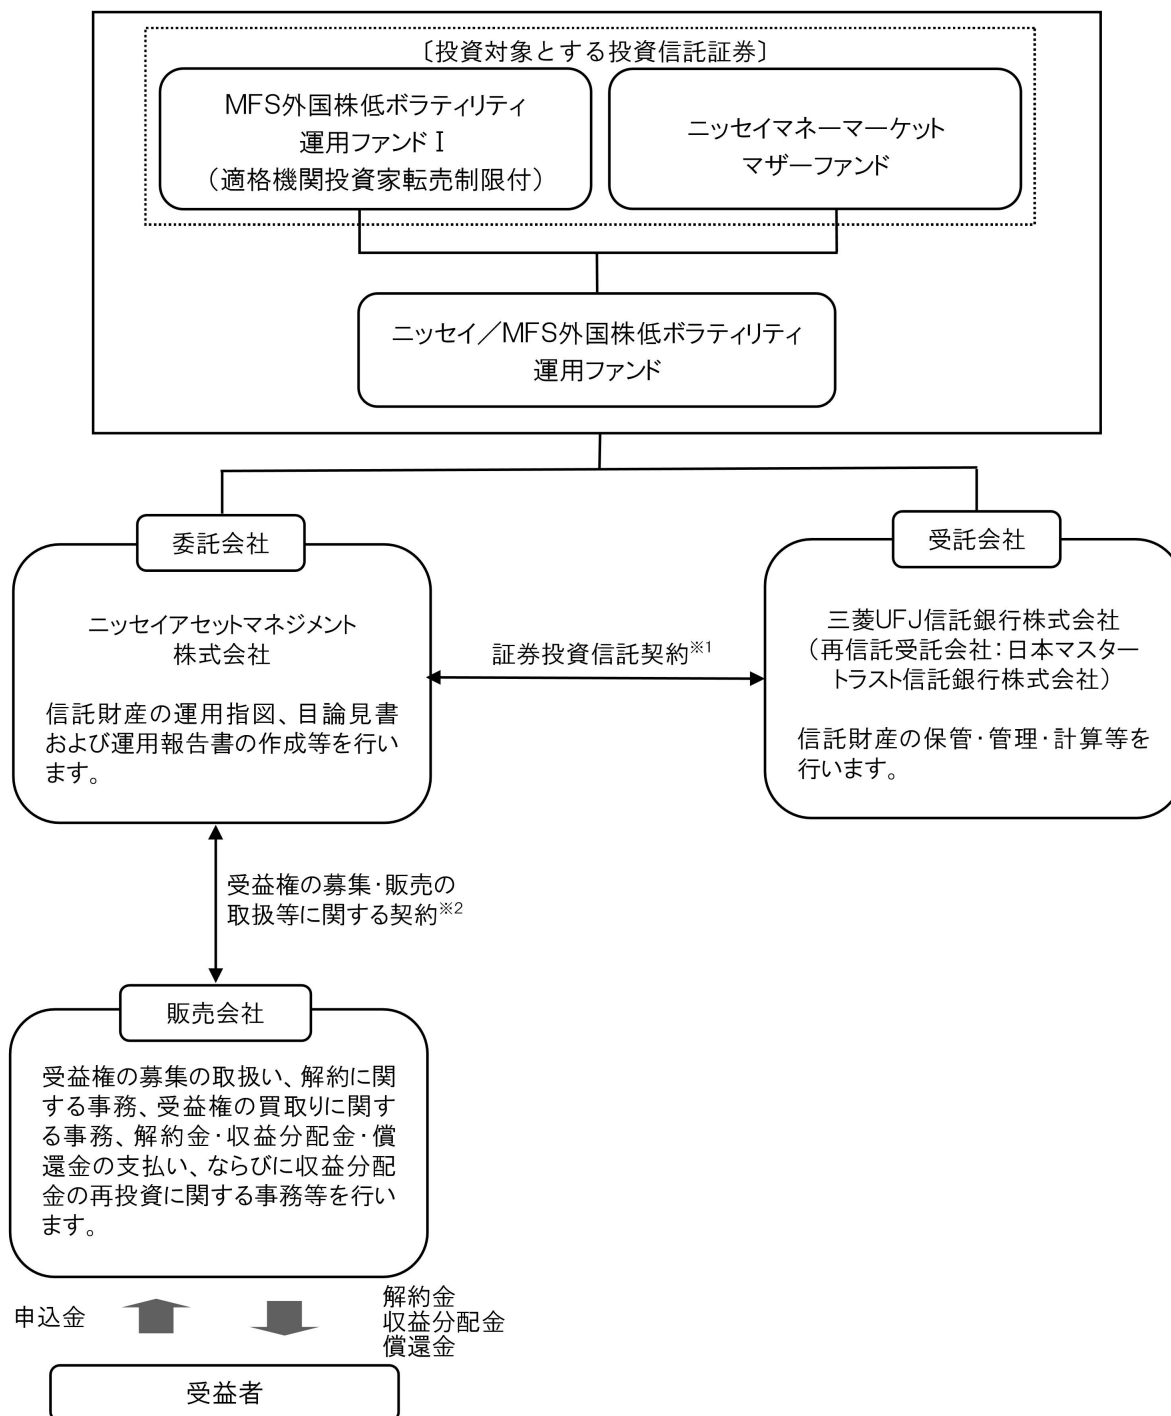 〔投資対象とする投資信託証券〕
MFS外国株低ボラティリティ
運用ファンドⅠ
（適格機関投資家転売制限付）
ニッセイマネーマーケット
マザーファンド
ニッセイ／MFS外国株低ボラティリティ
運用ファンド
委託会社
ニッセイアセットマネジメント
株式会社
信託財産の運用指図、目論見書
および運用報告書の作成等を行い
ます。
証券投資信託契約※1
受託会社
三菱UFJ信託銀行株式会社
（再信託受託会社：日本マスター
トラスト信託銀行株式会社）
信託財産の保管・管理・計算等を
行います。
受益権の募集・販売の
取扱等に関する契約※2
販売会社
受益権の募集の取扱い、解約に関
する事務、受益権の買取りに関す
る事務、解約金・収益分配金・償
還金の支払い、ならびに収益分配
金の再投資に関する事務等を行い
ます。
申込金
解約金
収益分配金
償還金
受益者